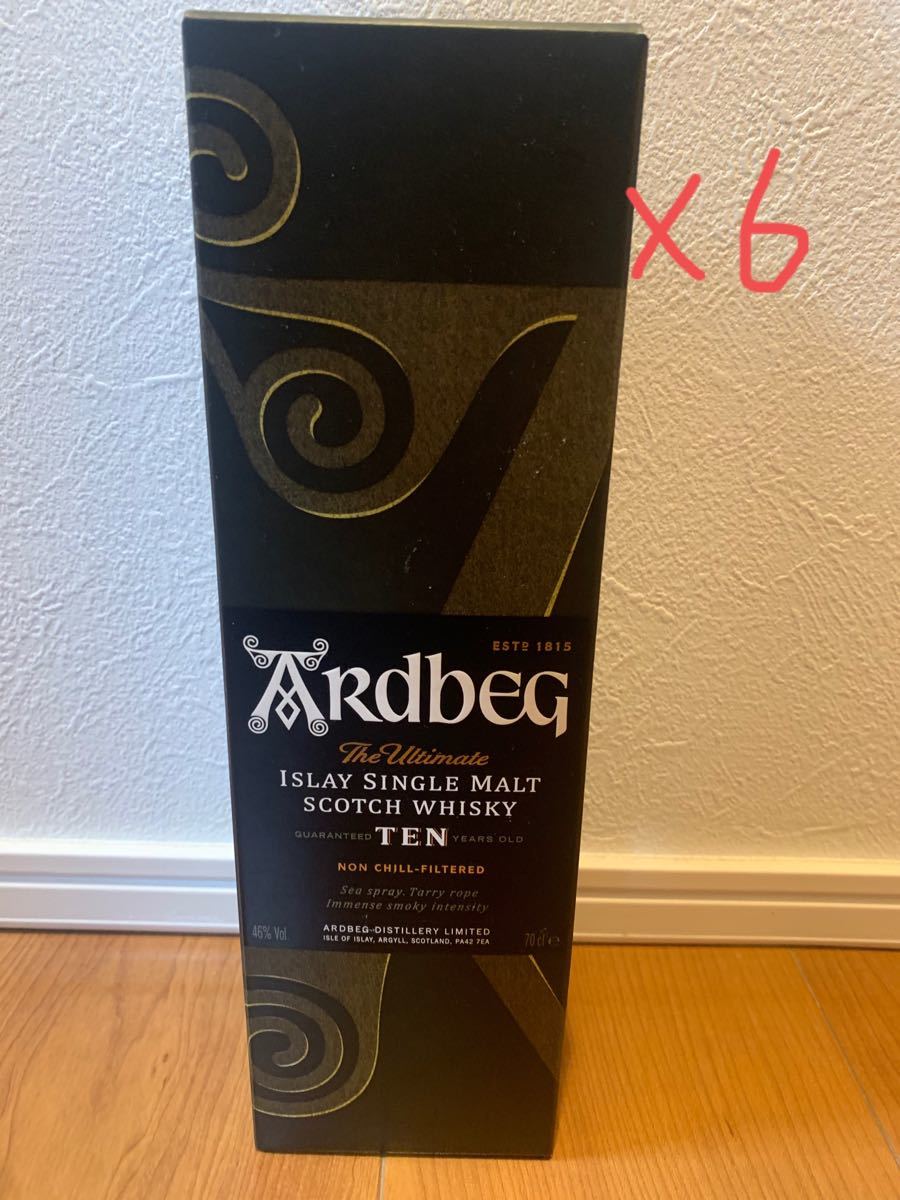 x 6
ESTD 1815
ARdbEG
The Ultimate
ISLAY SINGLE MALT
SCOTCH WHISKY
GUARANTEED TEN YEARS OLD
NON CHILL-FILTERED
Sea spray. Tarry rope
Immense smoky intensity
46% Vol
ARDBEG DISTILLERY LIMITED
ISLE OF ISLAY, ARGYLL, SCOTLAND, PA42 7EA
70 cl e